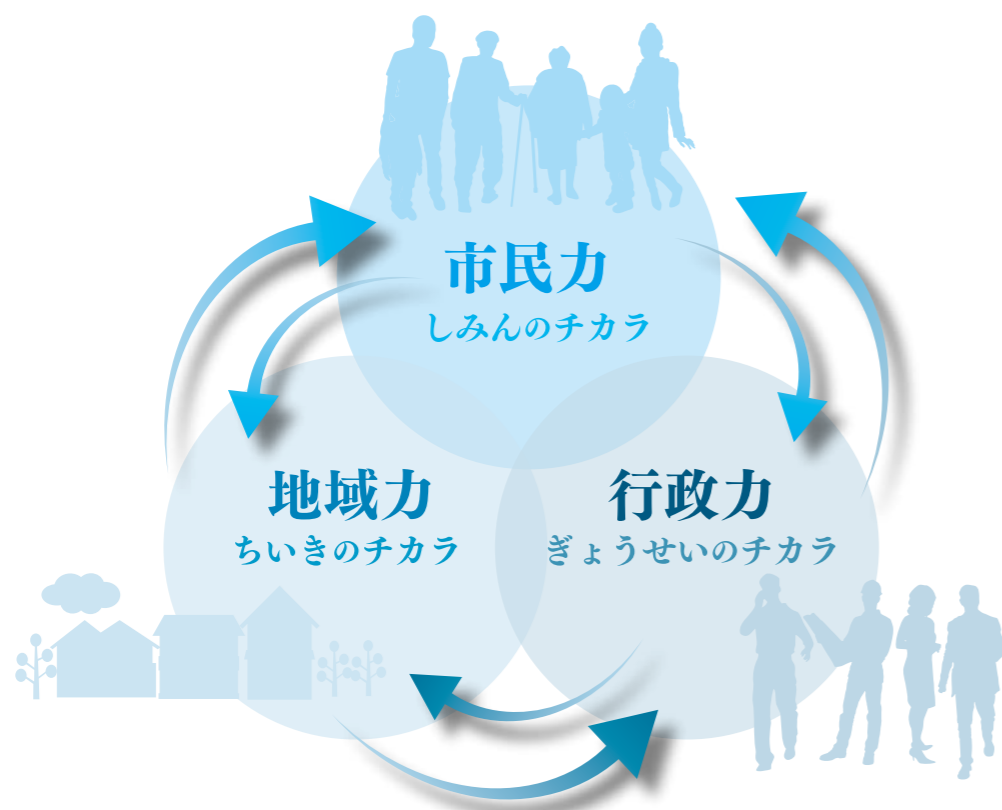 市民力
しみんのチカラ
地域力
ちいきのチカラ
行政力
ぎょうせいのチカラ